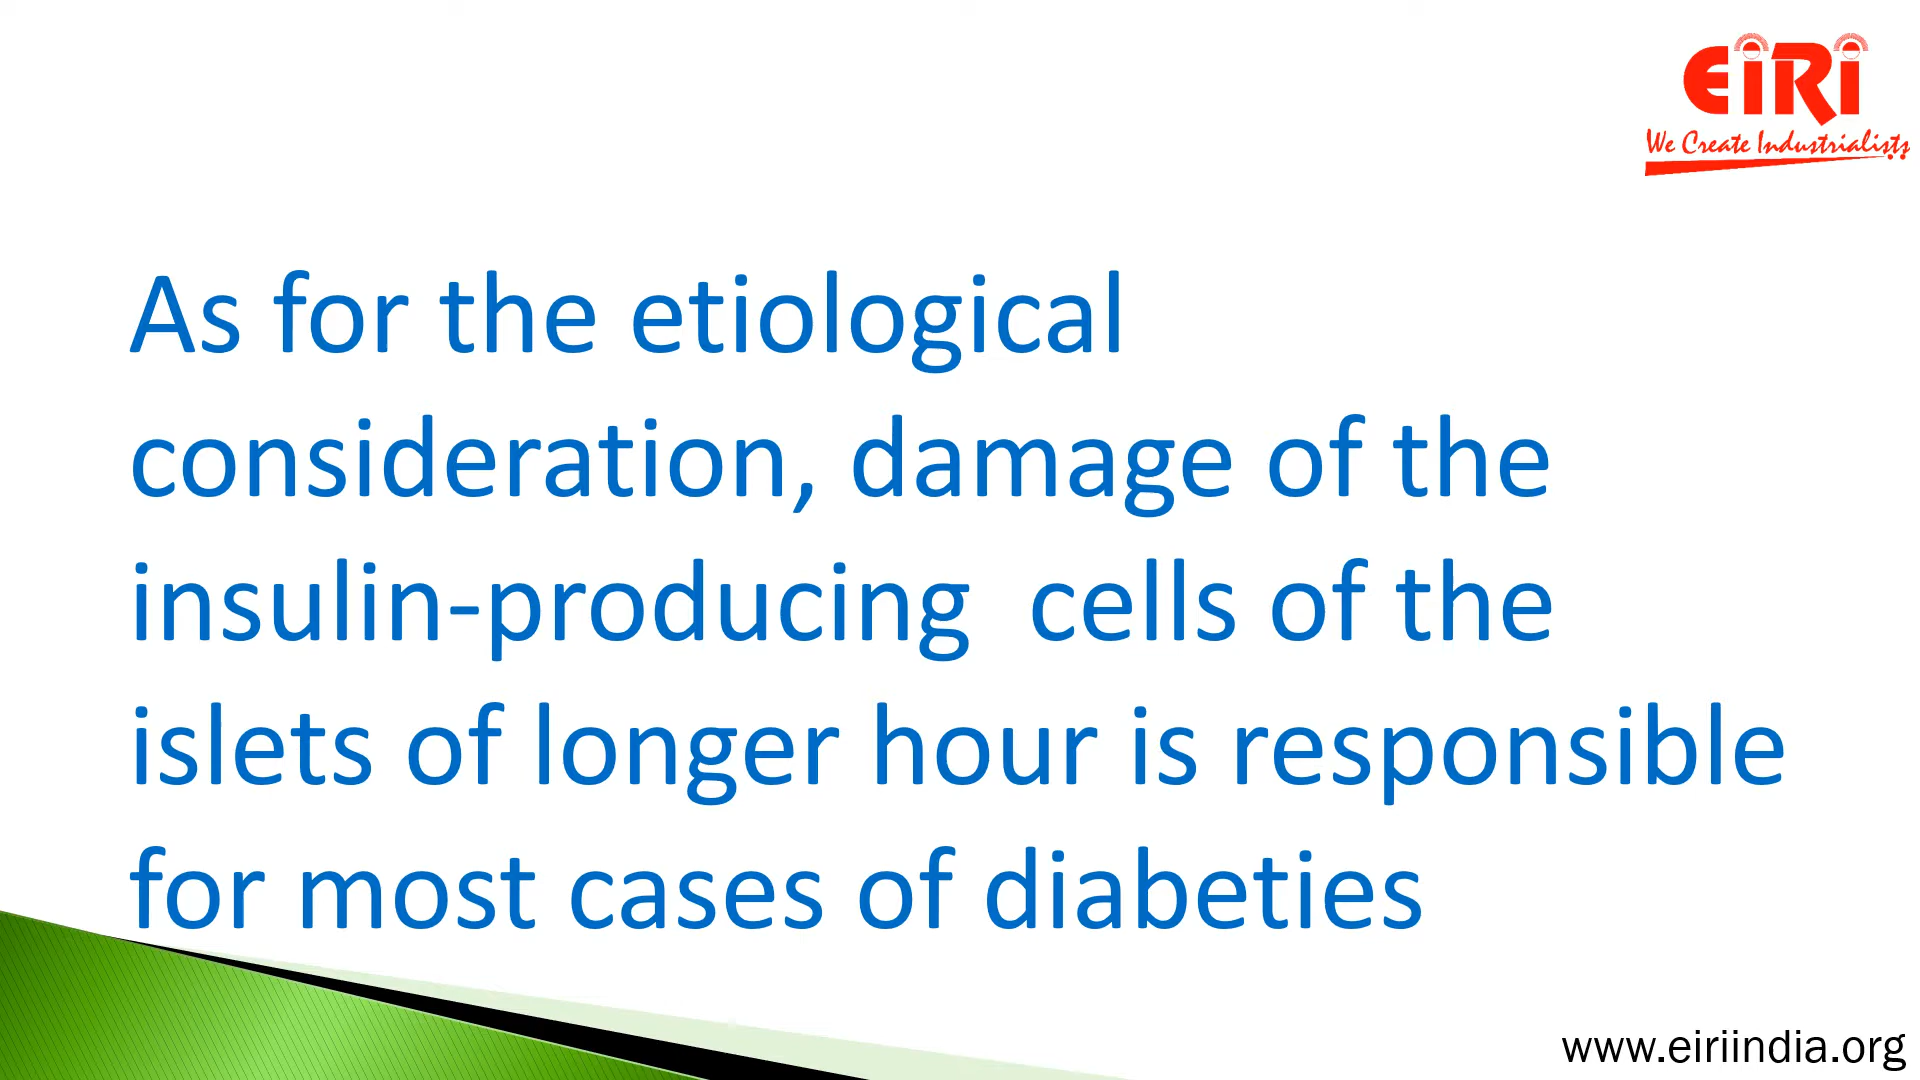 EiRi
We Create Industrialists
As for the etiological
consideration, damage of the
insulin-producing  cells of the
islets of longer hour is responsible
for most cases of diabeties
www.eiriindia.org